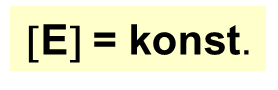 [E] = konst.